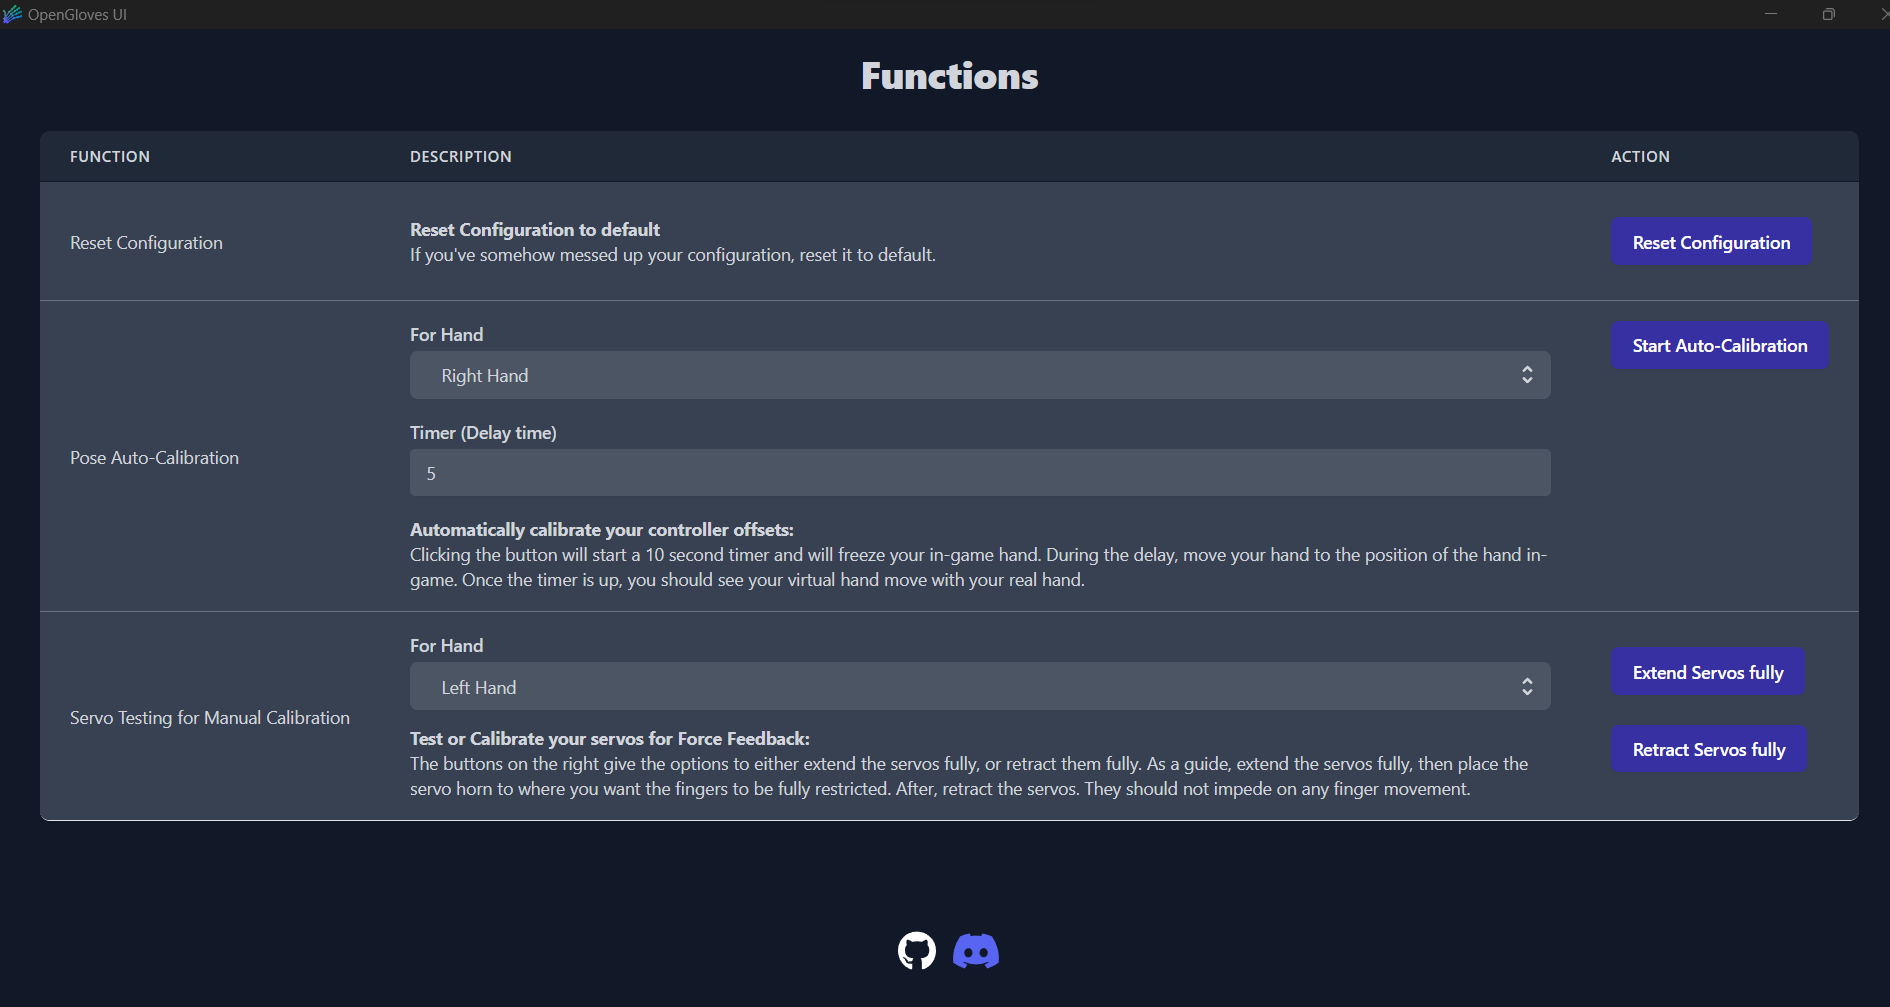 OpenGloves UI
Functions
FUNCTION
DESCRIPTION
ACTION
Reset Configuration
Reset Configuration to default
If you've somehow messed up your configuration, reset it to default.
Reset Configuration
Pose Auto-Calibration
For Hand
Right Hand
Timer (Delay time)
5
Automatically calibrate your controller offsets:
Clicking the button will start a 10 second timer and will freeze your in-game hand. During the delay, move your hand to the position of the hand in-
game. Once the timer is up, you should see your virtual hand move with your real hand.
Start Auto-Calibration
Servo Testing for Manual Calibration
For Hand
Left Hand
Test or Calibrate your servos for Force Feedback:
The buttons on the right give the options to either extend the servos fully, or retract them fully. As a guide, extend the servos fully, then place the
servo horn to where you want the fingers to be fully restricted. After, retract the servos. They should not impede on any finger movement.
Extend Servos fully
Retract Servos fully